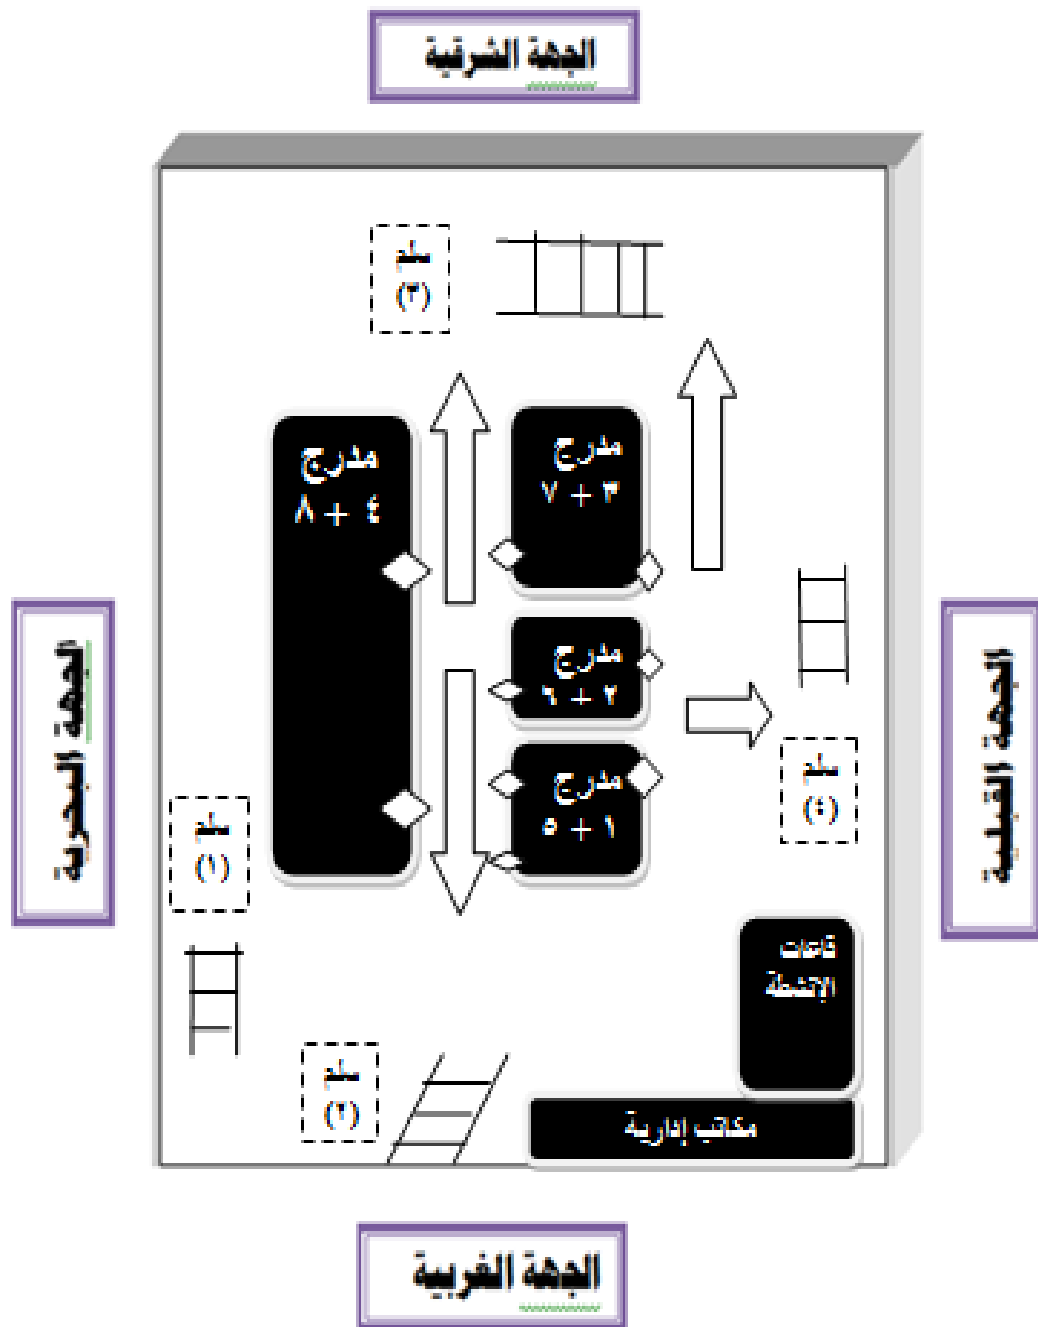 الجهة الشرقية
سلم
(٣)
مدرج
٤ + ٨
مدرج
٣ + ٧
مدرج
٢ + ٦
مدرج
١ + ٥
الجهة البحرية
الجهة القبلية
سلم
(١)
سلم
(٤)
قاعات
الإنشطة
سلم
(٢)
مكاتب إدارية
الجهة الغربية